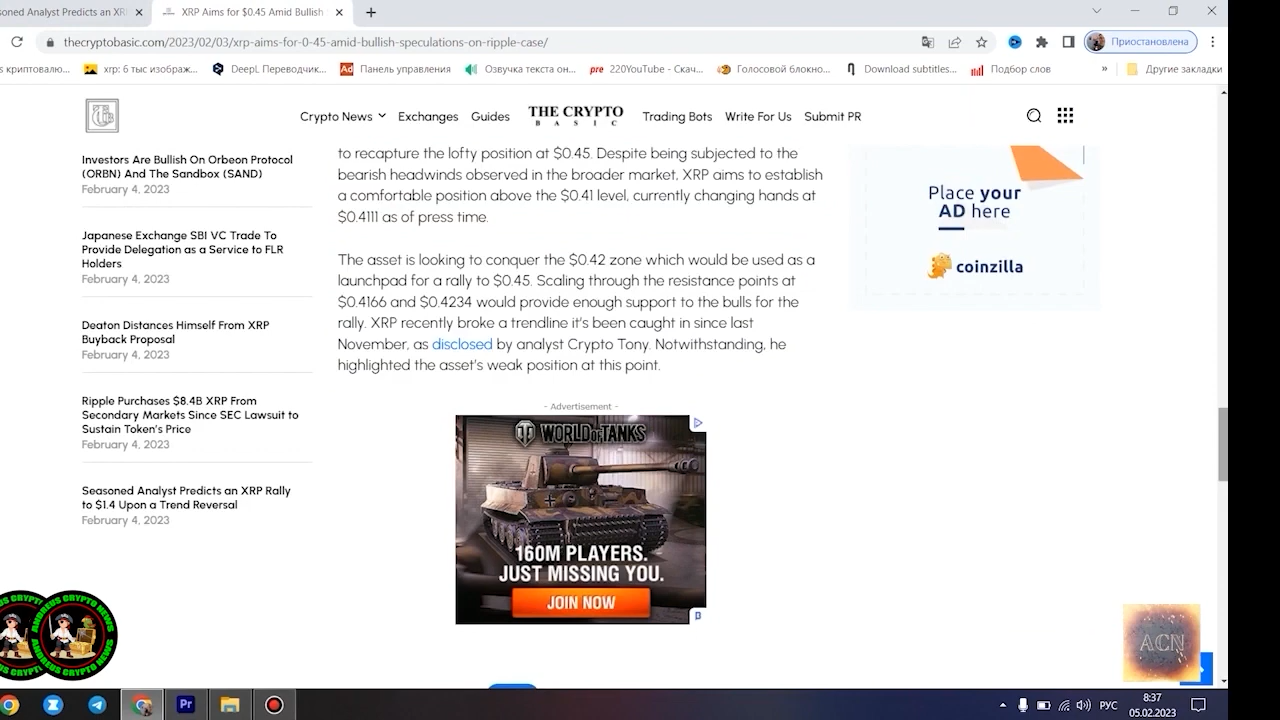 soned Analyst Predicts an XRI
XRP Aims for $0.45 Amid Bullish
thecryptobasic.com/2023/02/03/xrp-aims-for-0-45-amid-bullish-speculations-on-ripple-case/
Приостановлена
s криптовалю...
xrp: 6 тыс изображ...
DeepL Переводчик...
Ad
Панель управления
Озвучка текста он...
pre
220YouTube - Скач...
Голосовой блокно...
Download subtitles...
Подбор слов
»
Другие закладки
Crypto News
Exchanges
Guides
THE CRYPTO
BASIC
Trading Bots
Write For Us
Submit PR
Investors Are Bullish On Orbeon Protocol
(ORBN) And The Sandbox (SAND)
February 4, 2023
Japanese Exchange SBI VC Trade To
Provide Delegation as a Service to FLR
Holders
February 4, 2023
Deaton Distances Himself From XRP
Buyback Proposal
February 4, 2023
Ripple Purchases $8.4B XRP From
Secondary Markets Since SEC Lawsuit to
Sustain Token's Price
February 4, 2023
Seasoned Analyst Predicts an XRP Rally
to $1.4 Upon a Trend Reversal
February 4, 2023
to recapture the lofty position at $0.45. Despite being subjected to the
bearish headwinds observed in the broader market, XRP aims to establish
a comfortable position above the $0.41 level, currently changing hands at
$0.4111 as of press time.
The asset is looking to conquer the $0.42 zone which would be used as a
launchpad for a rally to $0.45. Scaling through the resistance points at
$0.4166 and $0.4234 would provide enough support to the bulls for the
rally. XRP recently broke a trendline it's been caught in since last
November, as disclosed by analyst Crypto Tony. Notwithstanding, he
highlighted the asset's weak position at this point.
- Advertisement -
WORLD OF TANKS
160M PLAYERS.
JUST MISSING YOU.
JOIN NOW
Place your
AD here
coinzilla
ANDREUS CRYPTO NEWS
ACN
Pr
РУС
8:37
05.02.2023